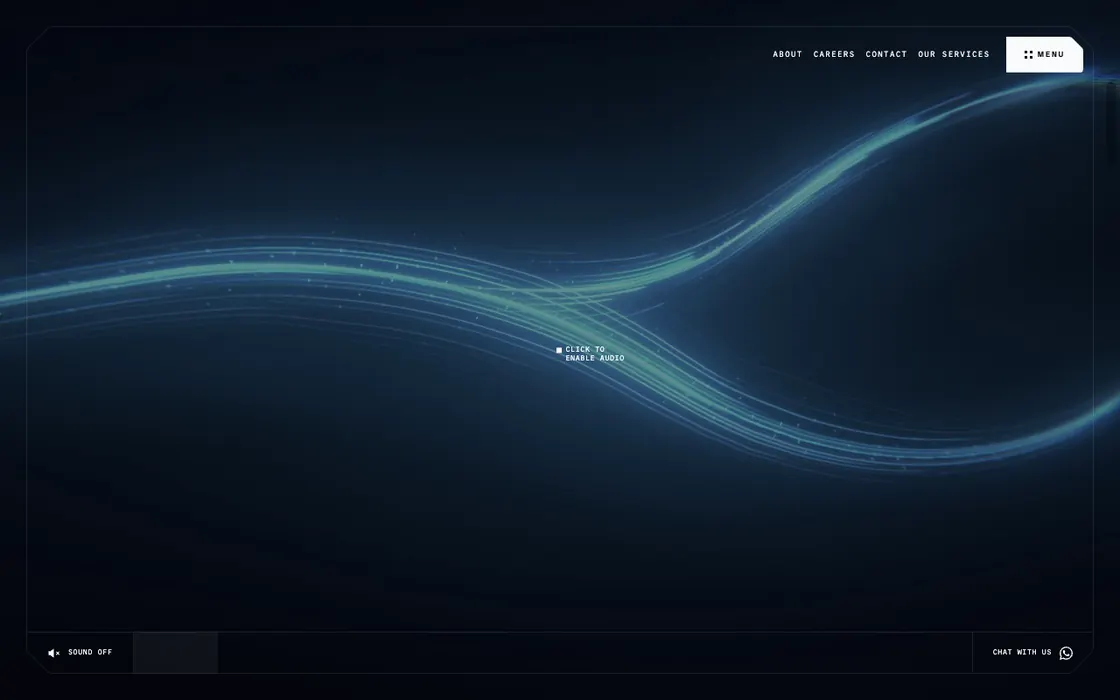 ABOUT CAREERS CONTACT OUR SERVICES MENU
CLICK TO
ENABLE AUDIO
SOUND OFF
CHAT WITH US